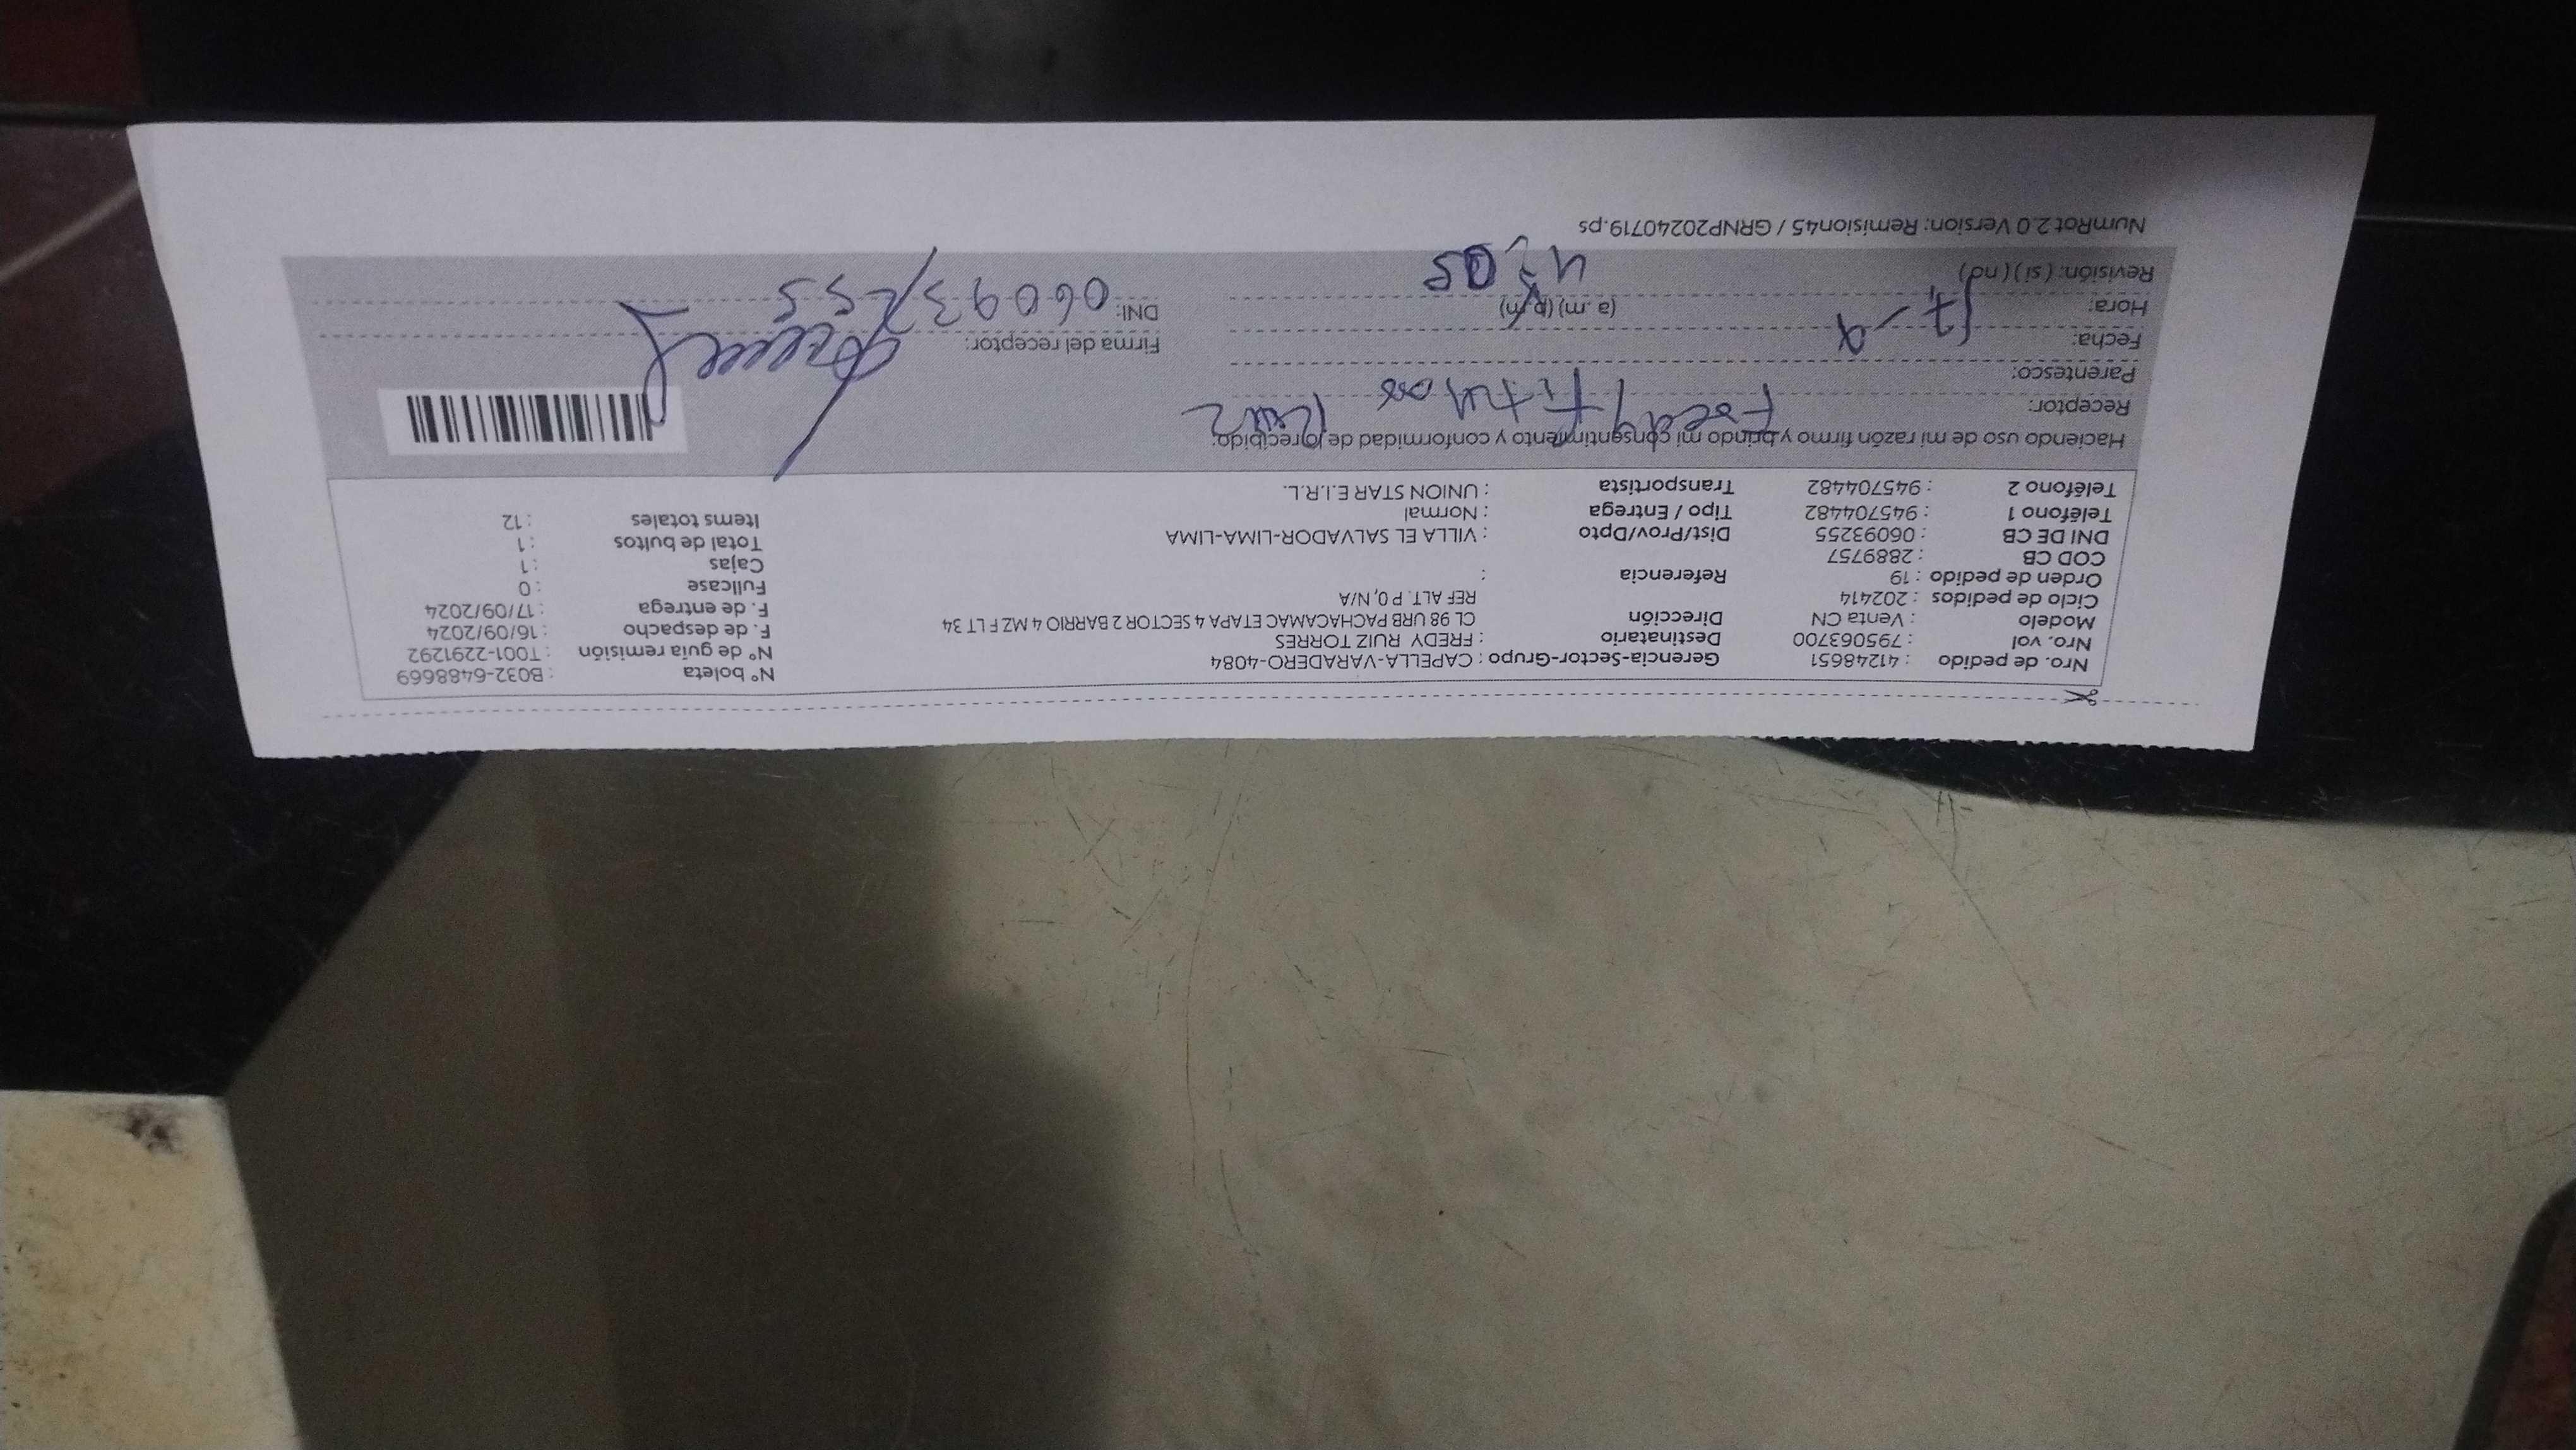 Nro. de pedido : 41248651 Gerencia-Sector-Grupo : CAPELLA-VARADERO-4084 N° boleta : B032-6488669
Nro. vol : 795063700 Destinatario : FREDY RUIZ TORRES N° de guía remisión : T001-2291292
Modelo : Venta CN Dirección CL 98 URB PACHACAMAC ETAPA 4 SECTOR 2 BARRIO 4 MZ F LT 34 F. de despacho : 16/09/2024
Ciclo de pedidos : 202414 REF ALT. P 0, N/A F. de entrega : 17/09/2024
Orden de pedido : 19 Referencia : Fullcase : 0
COD CB : 2889757 Cajas : 1
DNI DE CB : 06093255 Dist/Prov/Dpto : VILLA EL SALVADOR-LIMA-LIMA Total de bultos : 1
Teléfono 1 : 945704482 Tipo / Entrega : Normal Items totales : 12
Teléfono 2 : 945704482 Transportista : UNION STAR E.I.R.L.
Haciendo uso de mi razón firmo y brindo mi consentimiento y conformidad de lo recibido:
Receptor: Fredy Ruiz
Parentesco:
Fecha: 17-9 Firma del receptor:
Hora: (a.m) (p.m) DNI: 06093255
Revisión: ( si ) ( no ) 4:05
NumRot 2.0 Version: Remision45 / GRNP20240719.ps